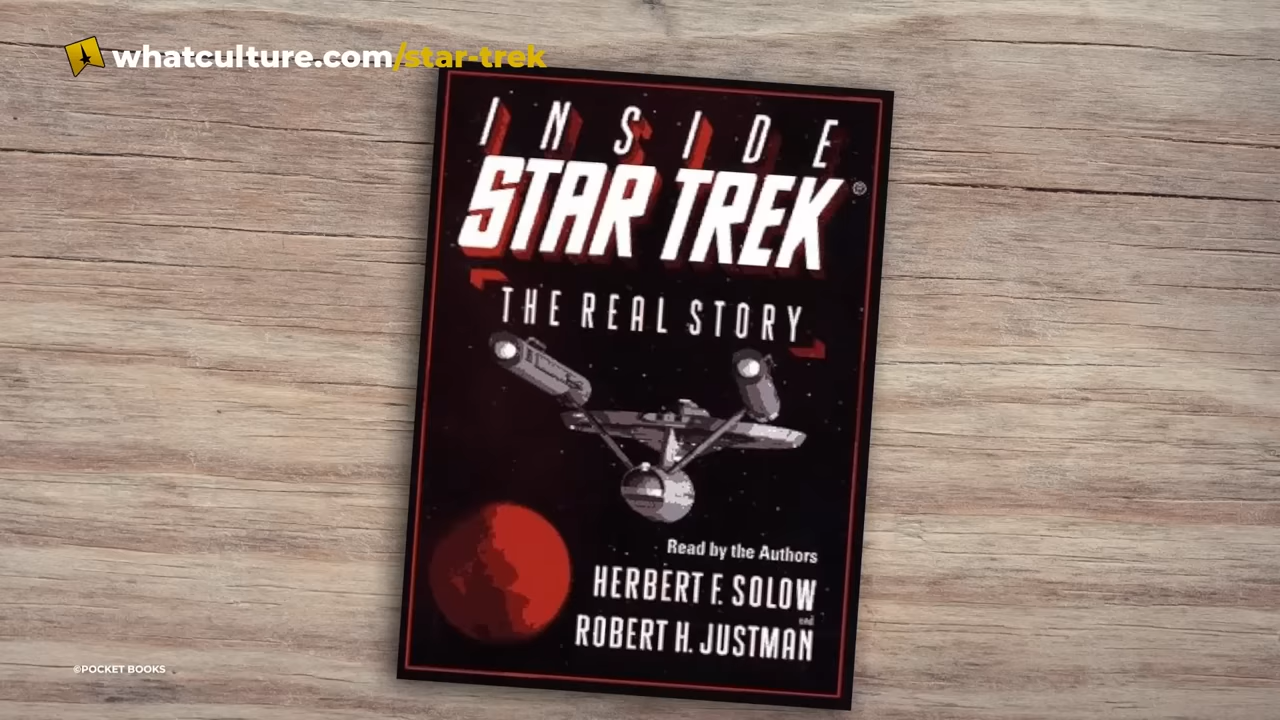 whatculture.com/star-trek
INSIDE
STAR TREK®
THE REAL STORY
Read by the Authors
HERBERT F. SOLOW
and
ROBERT H. JUSTMAN
©POCKET BOOKS